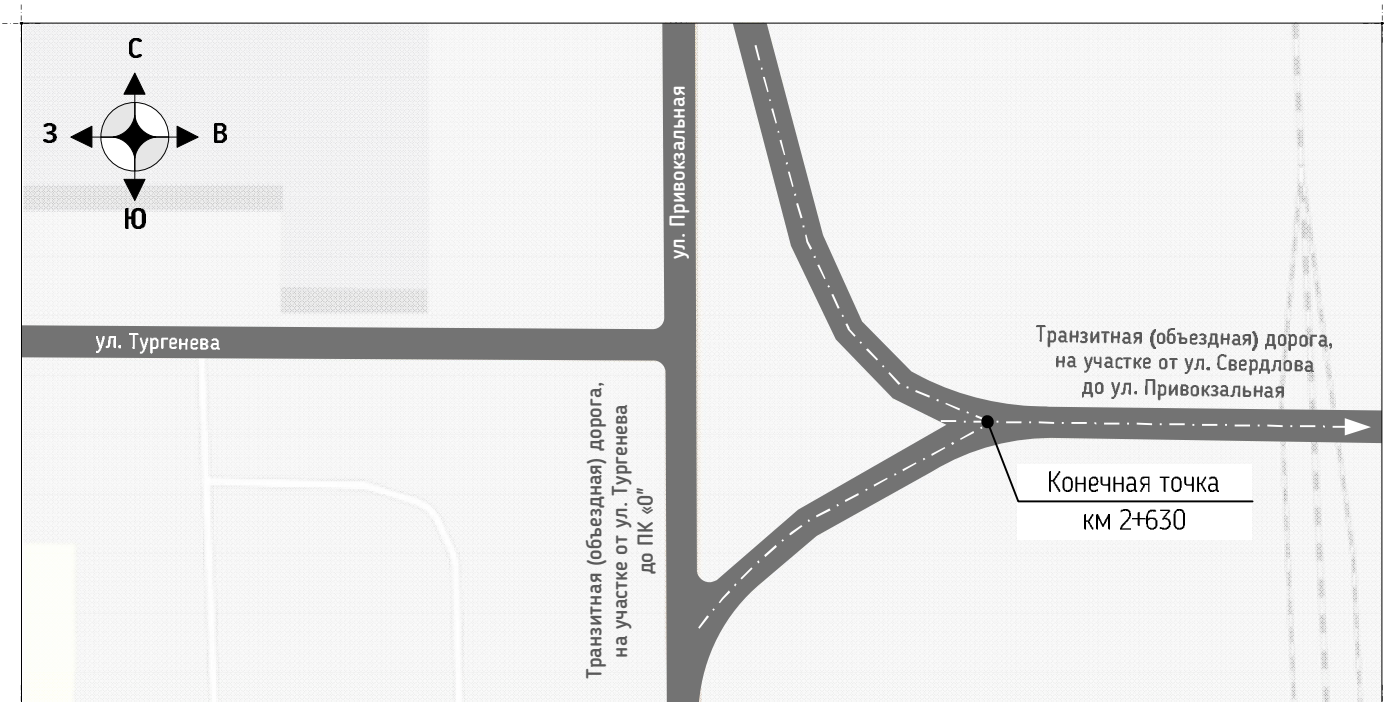 С
З
В
Ю
ул. Привокзальная
ул. Тургенева
Транзитная (объездная) дорога,
на участке от ул. Свердлова
до ул. Привокзальная
Транзитная (объездная) дорога,
на участке от ул. Тургенева
до ПК «0"
Конечная точка
км 2+630